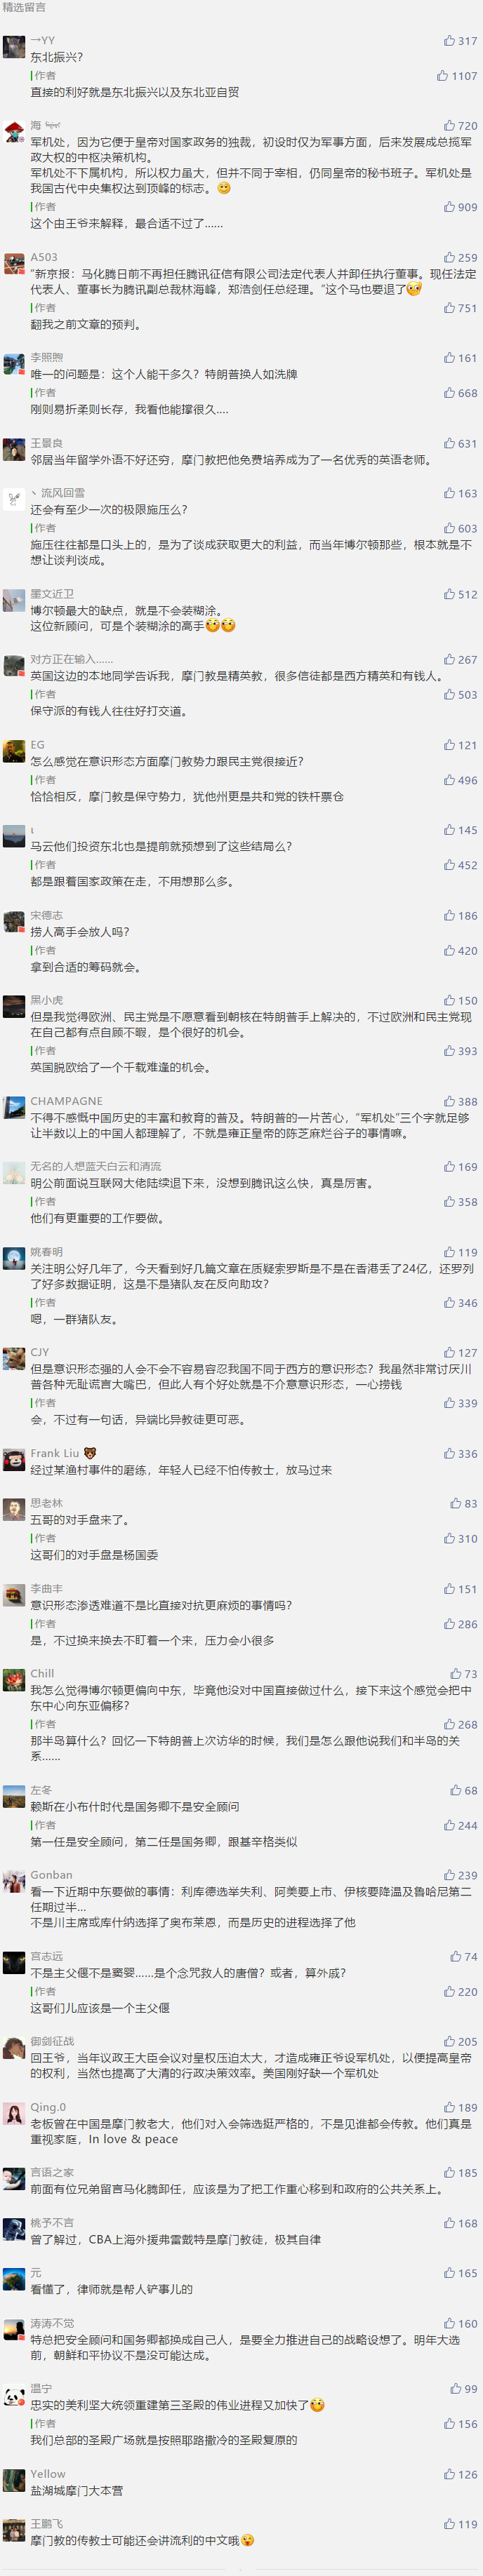 精选留言
→YY
317
东北振兴？
作者
1107
直接的利好就是东北振兴以及东北亚自贸
海
720
军机处，因为它便于皇帝对国家政务的独裁，初设时仅为军事方面，后来发展成总揽军
政大权的中枢决策机构。
军机处不下属机构，所以权力虽大，但并不同于宰相，仍同皇帝的秘书班子。军机处是
我国古代中央集权达到顶峰的标志。😊
作者
909
这个由王爷来解释，最合适不过了......
A503
259
“新京报：马化腾日前不再担任腾讯征信有限公司法定代表人并卸任执行董事。现任法定
代表人、董事长为腾讯副总裁林海峰，郑浩剑任总经理。”这个马也要退了
作者
751
翻我之前文章的预判。
李照煦
161
唯一的问题是：这个人能干多久？特朗普换人如洗牌
作者
668
刚则易折柔则长存，我看他能撑很久....
王景良
631
邻居当年留学外语不好还穷，摩门教把他免费培养成为了一名优秀的英语老师。
丶流风回雪
163
还会有至少一次的极限施压么？
作者
603
施压往往都是口头上的，是为了谈成获取更大的利益，而当年博尔顿那些，根本就是不
想让谈判谈成。
墨文近卫
512
博尔顿最大的缺点，就是不会装糊涂。
这位新顾问，可是个装糊涂的高手
对方正在输入......
267
英国这边的本地同学告诉我，摩门教是精英教，很多信徒都是西方精英和有钱人。
作者
503
保守派的有钱人往往好打交道。
EG
121
怎么感觉在意识形态方面摩门教势力跟民主党很接近？
作者
496
恰恰相反，摩门教是保守势力，犹他州更是共和党的铁杆票仓
ι
145
马云他们投资东北也是提前就预想到了这些结局么？
作者
452
都是跟着国家政策在走，不用想那么多。
宋德志
186
捞人高手会放人吗？
作者
420
拿到合适的筹码就会。
黑小虎
150
但是我觉得欧洲、民主党是不愿意看到朝核在特朗普手上解决的，不过欧洲和民主党现
在自己都有点自顾不暇，是个很好的机会。
作者
393
英国脱欧给了一个千载难逢的机会。
CHAMPAGNE
388
不得不感慨中国历史的丰富和教育的普及。特朗普的一片苦心，“军机处”三个字就足够
让半数以上的中国人都理解了，不就是雍正皇帝的陈芝麻烂谷子的事情嘛。
无名的人想蓝天白云和清流
169
明公前面说互联网大佬陆续退下来，没想到腾讯这么快，真是厉害。
作者
358
他们有更重要的工作要做。
姚春明
119
关注明公好几年了，今天看到好几篇文章在质疑索罗斯是不是在香港丢了24亿，还罗列
了好多数据证明，这是不是猪队友在反向助攻？
作者
346
嗯，一群猪队友。
CJY
127
但是意识形态强的人会不会不容易容忍我国不同于西方的意识形态？我虽然非常讨厌川
普各种无耻谎言大嘴巴，但此人有个好处就是不介意意识形态，一心捞钱
作者
339
会，不过有一句话，异端比异教徒更可恶。
Frank Liu 🐻
336
经过某渔村事件的磨练，年轻人已经不怕传教士，放马过来
思老林
83
五哥的对手盘来了。
作者
310
这哥们的对手盘是杨国委
李曲丰
151
意识形态渗透难道不是比直接对抗更麻烦的事情吗？
作者
286
是，不过换来换去不盯着一个来，压力会小很多
Chill
73
我怎么觉得博尔顿更偏向中东，毕竟他没对中国直接做过什么，接下来这个感觉会把中
东中心向东亚偏移？
作者
268
那半岛算什么？回忆一下特朗普上次访华的时候，我们是怎么跟他说我们和半岛的关
系......
左冬
68
赖斯在小布什时代是国务卿不是安全顾问
作者
244
第一任是安全顾问，第二任是国务卿，跟基辛格类似
Gonban
239
看一下近期中东要做的事情：利库德选举失利、阿美要上市、伊核要降温及鲁哈尼第二
任期过半...
不是川主席或库什纳选择了奥布莱恩，而是历史的进程选择了他
宫志远
74
不是主父偃不是窦婴......是个念咒救人的唐僧？或者，算外戚？
作者
220
这哥们儿应该是一个主父偃
御剑征战
205
回王爷，当年议政王大臣会议对皇权压迫太大，才造成雍正爷设军机处，以便提高皇帝
的权利，当然也提高了大清的行政决策效率。美国刚好缺一个军机处
Qing.0
189
老板曾在中国是摩门教老大，他们对入会筛选挺严格的，不是见谁都会传教。他们真是
重视家庭，In love & peace
言语之家
185
前面有位兄弟留言马化腾卸任，应该是为了把工作重心移到和政府的公共关系上。
桃予不言
168
曾了解过，CBA上海外援弗雷戴特是摩门教徒，极其自律
元
165
看懂了，律师就是帮人铲事儿的
涛涛不觉
160
特总把安全顾问和国务卿都换成自己人，是要全力推进自己的战略设想了。明年大选
前，朝鲜和平协议不是没可能达成。
温宁
99
忠实的美利坚大统领重建第三圣殿的伟业进程又加快了
作者
156
我们总部的圣殿广场就是按照耶路撒冷的圣殿复原的
Yellow
126
盐湖城摩门大本营
王鹏飞
119
摩门教的传教士可能还会讲流利的中文哦😘